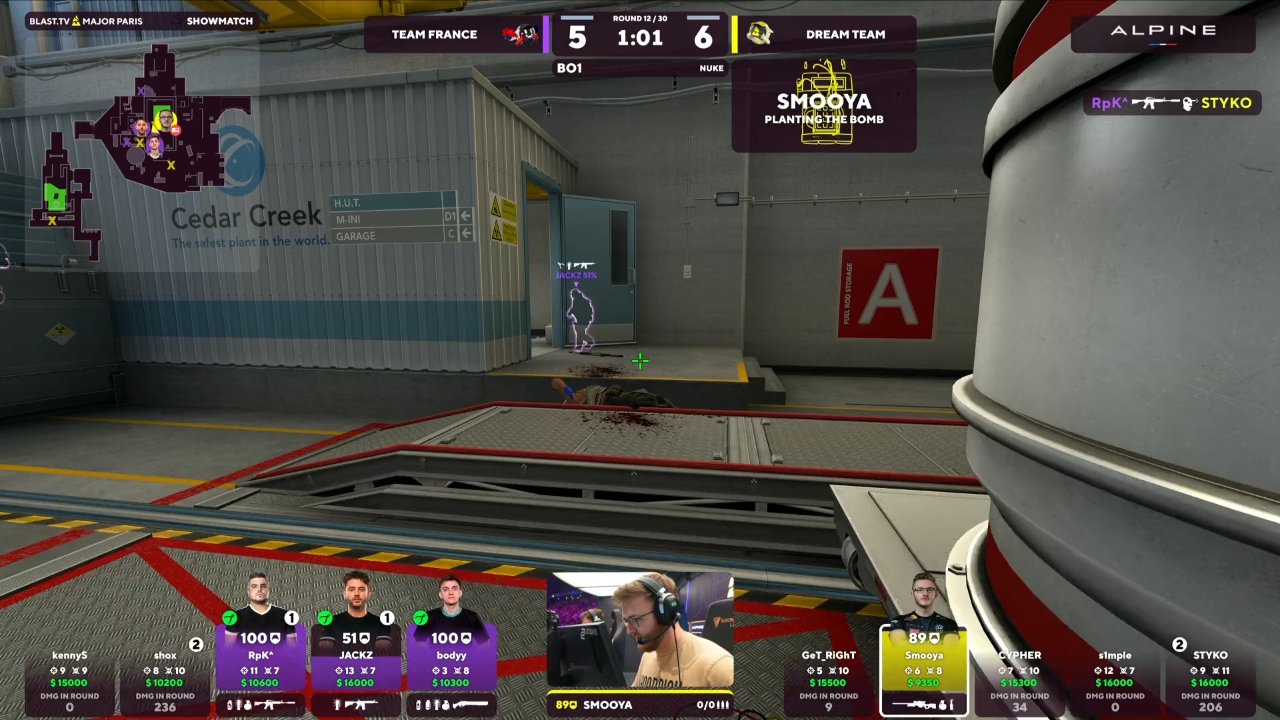 BLAST.TV MAJOR PARIS
SHOWMATCH
TEAM FRANCE
5
ROUND 12 / 30
1:01
6
DREAM TEAM
BO1
NUKE
ALPINE
SMOOYA
PLANTING THE BOMB
RpK^ STYKO
Cedar Creek
The safest plant in the world.
H.U.T.
M-INI D1
GARAGE C
JACKZ 51%
FUEL ROD STORAGE
A
kennyS
9 9
$ 15000
DMG IN ROUND
0
2
shox
8 10
$ 10200
DMG IN ROUND
236
1
100
RpK^
11 7
$ 10600
1
51
JACKZ
13 7
$ 16000
100
bodyy
3 8
$ 10300
89 SMOOYA 0/0
GeT_RiGhT
5 10
$ 15500
DMG IN ROUND
9
89
Smooya
6 8
$ 9350
CYPHER
7 10
$ 15300
DMG IN ROUND
34
s1mple
12 7
$ 16000
DMG IN ROUND
0
2
STYKO
9 11
$ 16000
DMG IN ROUND
206